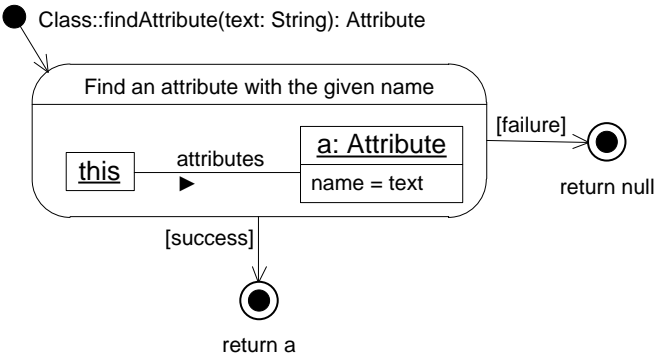 Class::findAttribute(text: String): Attribute
Find an attribute with the given name
this
attributes
a: Attribute
name = text
[failure]
return null
[success]
return a